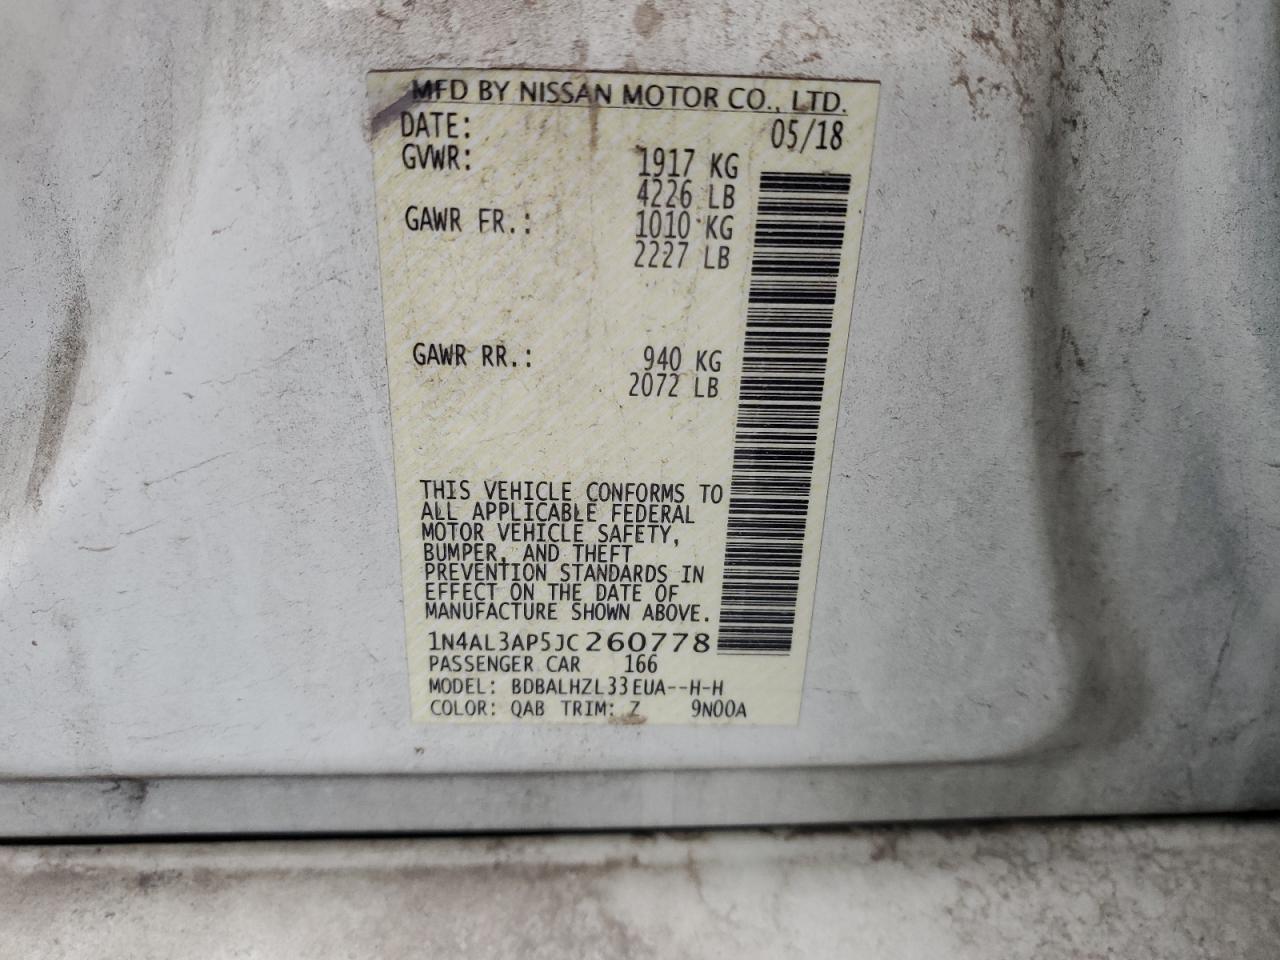 MFD BY NISSAN MOTOR CO., LTD.
DATE: 05/18
GVWR: 1917 KG
4226 LB
GAWR FR.: 1010 KG
2227 LB
GAWR RR.: 940 KG
2072 LB
THIS VEHICLE CONFORMS TO
ALL APPLICABLE FEDERAL
MOTOR VEHICLE SAFETY,
BUMPER, AND THEFT
PREVENTION STANDARDS IN
EFFECT ON THE DATE OF
MANUFACTURE SHOWN ABOVE.
1N4AL3AP5JC260778
PASSENGER CAR 166
MODEL: BDBALHZL33EUA--H-H
COLOR: QAB TRIM: Z 9N00A